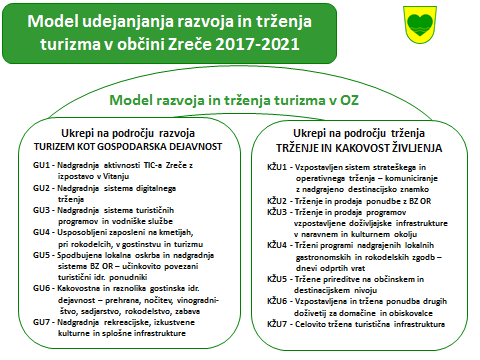 Model udejanjanja razvoja in trženja
turizma v občini Zreče 2017-2021
Model razvoja in trženja turizma v OZ
Ukrepi na področju razvoja
TURIZEM KOT GOSPODARSKA DEJAVNOST
GU1 - Nadgradnja aktivnosti TIC-a Zreče z
izpostavo v Vitanju
GU2 - Nadgradnja sistema digitalnega
trženja
GU3 - Nadgradnja sistema turističnih
programov in vodniške službe
GU4 - Usposobljeni zaposleni na kmetijah,
pri rokodelcih, v gostinstvu in turizmu
GU5 - Spodbujena lokalna oskrba in nadgradnja
sistema BZ OR – učinkovito povezani
turistični idr. ponudniki
GU6 - Kakovostna in raznolika gostinska idr.
dejavnost – prehrana, nočitev, vinogradni-
štvo, sadjarstvo, rokodelstvo, zabava
GU7 - Nadgradnja rekreacijske, izkustvene
kulturne in splošne infrastrukture
Ukrepi na področju trženja
TRŽENJE IN KAKOVOST ŽIVLJENJA
KŽU1 - Vzpostavljen sistem strateškega in
operativnega trženja – komuniciranje
z nadgrajeno destinacijsko znamko
KŽU2 - Trženje in prodaja ponudbe z BZ OR
KŽU3 - Trženje in prodaja programov
vzpostavljene doživljajske infrastrukture
v naravnem in kulturnem okolju
KŽU4 - Trženi programi nadgrajenih lokalnih
gastronomskih in rokodelskih zgodb –
dnevi odprtih vrat
KŽU5 - Tržene prireditve na občinskem in
destinacijskem nivoju
KŽU6 - Vzpostavljena in tržena ponudba drugih
doživetij za domačine in obiskovalce
KŽU7 - Celovito tržena turistična infrastruktura